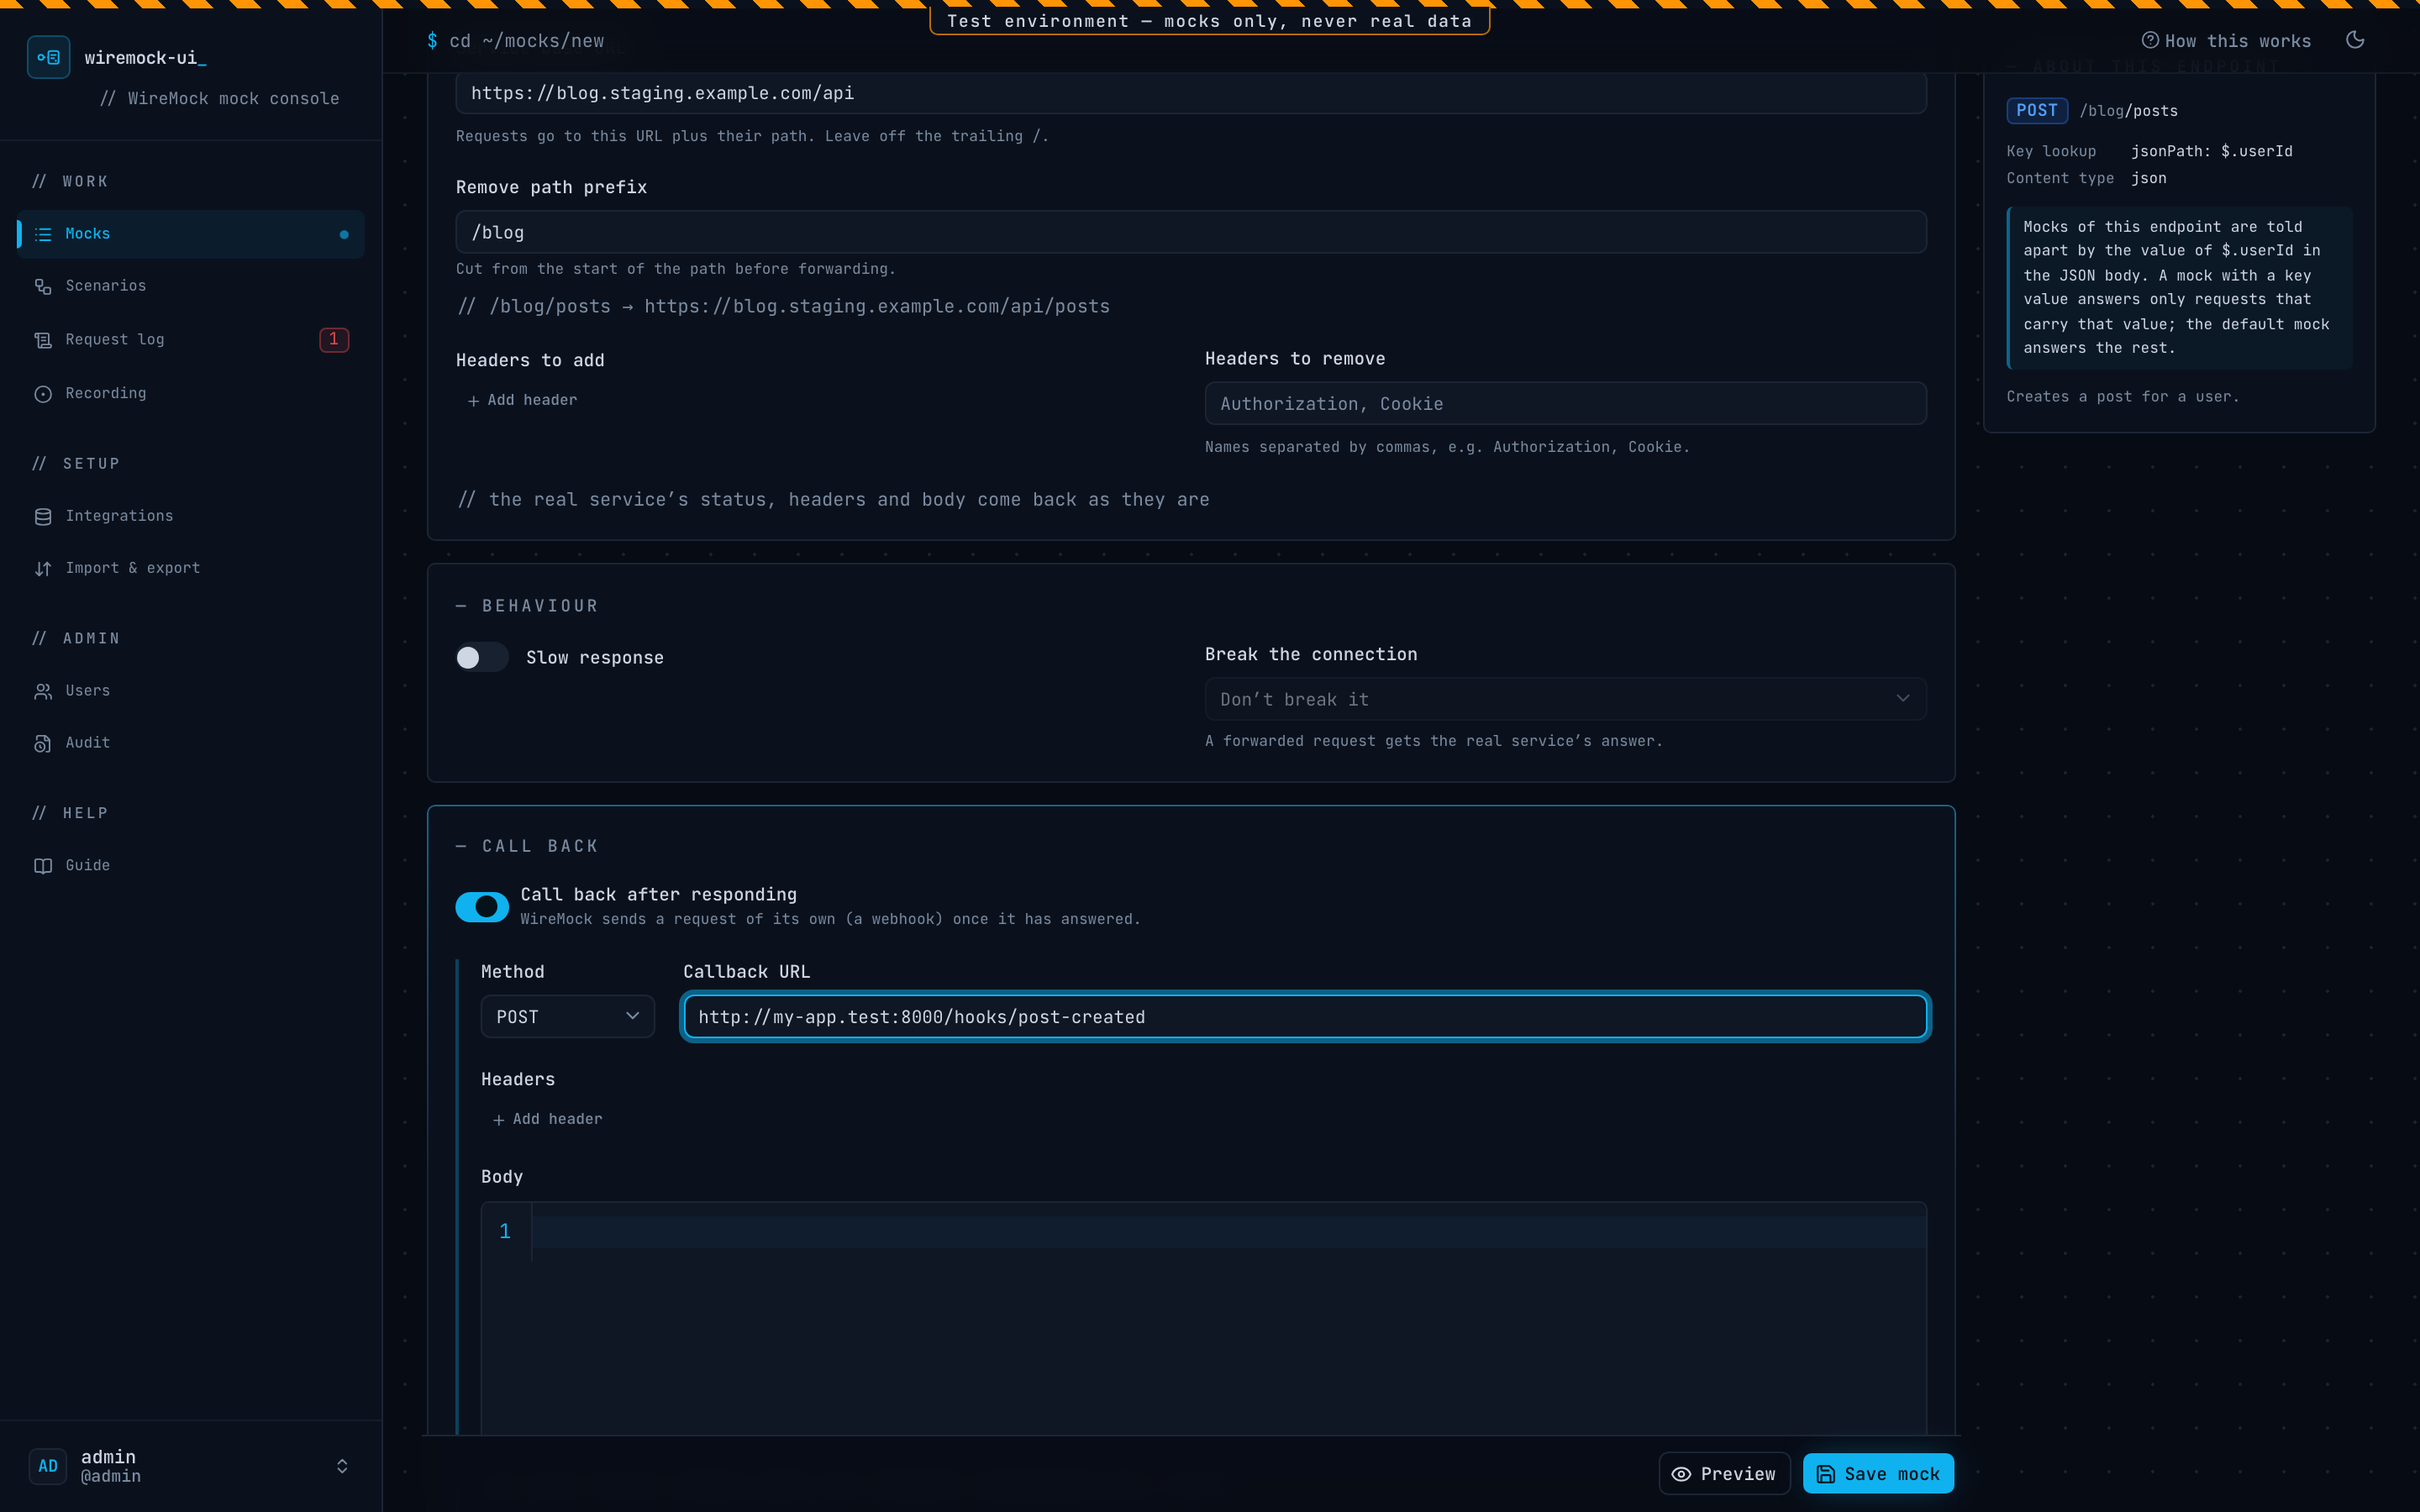 Test environment — mocks only, never real data
wiremock-ui_
// WireMock mock console
// WORK
Mocks
Scenarios
Request log 1
Recording
// SETUP
Integrations
Import & export
// ADMIN
Users
Audit
// HELP
Guide
AD admin
@admin
$ cd ~/mocks/new
How this works
https://blog.staging.example.com/api
Requests go to this URL plus their path. Leave off the trailing /.
Remove path prefix
/blog
Cut from the start of the path before forwarding.
// /blog/posts → https://blog.staging.example.com/api/posts
Headers to add
+ Add header
Headers to remove
Authorization, Cookie
Names separated by commas, e.g. Authorization, Cookie.
// the real service’s status, headers and body come back as they are
— BEHAVIOUR
Slow response
Break the connection
Don’t break it
A forwarded request gets the real service’s answer.
— CALL BACK
Call back after responding
WireMock sends a request of its own (a webhook) once it has answered.
Method
POST
Callback URL
http://my-app.test:8000/hooks/post-created
Headers
+ Add header
Body
1
Preview
Save mock
— ABOUT THIS ENDPOINT
POST /blog/posts
Key lookup jsonPath: $.userId
Content type json
Mocks of this endpoint are told
apart by the value of $.userId in
the JSON body. A mock with a key
value answers only requests that
carry that value; the default mock
answers the rest.
Creates a post for a user.